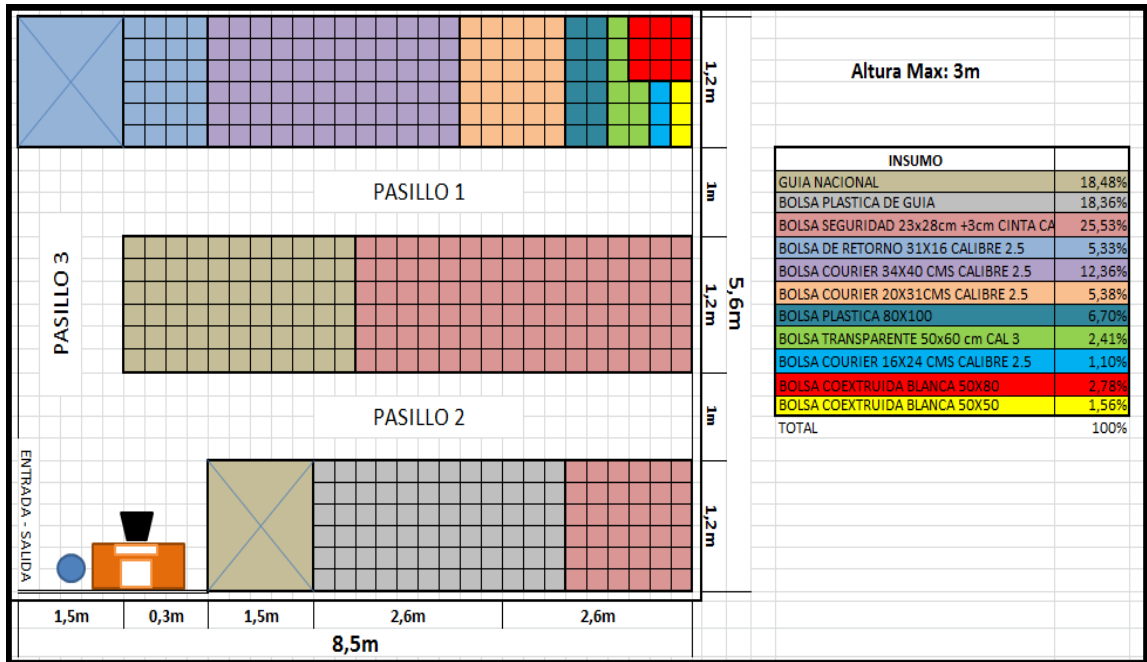 1,2m
Altura Max: 3m
PASILLO 1
1m
PASILLO 3
1,2m
5,6m
PASILLO 2
1m
ENTRADA - SALIDA
1,2m
1,5m 0,3m 1,5m 2,6m 2,6m
8,5m
INSUMO
GUIA NACIONAL 18,48%
BOLSA PLASTICA DE GUIA 18,36%
BOLSA SEGURIDAD 23x28cm +3cm CINTA CA 25,53%
BOLSA DE RETORNO 31X16 CALIBRE 2.5 5,33%
BOLSA COURIER 34X40 CMS CALIBRE 2.5 12,36%
BOLSA COURIER 20X31CMS CALIBRE 2.5 5,38%
BOLSA PLASTICA 80X100 6,70%
BOLSA TRANSPARENTE 50x60 cm CAL 3 2,41%
BOLSA COURIER 16X24 CMS CALIBRE 2.5 1,10%
BOLSA COEXTRUIDA BLANCA 50X80 2,78%
BOLSA COEXTRUIDA BLANCA 50X50 1,56%
TOTAL 100%